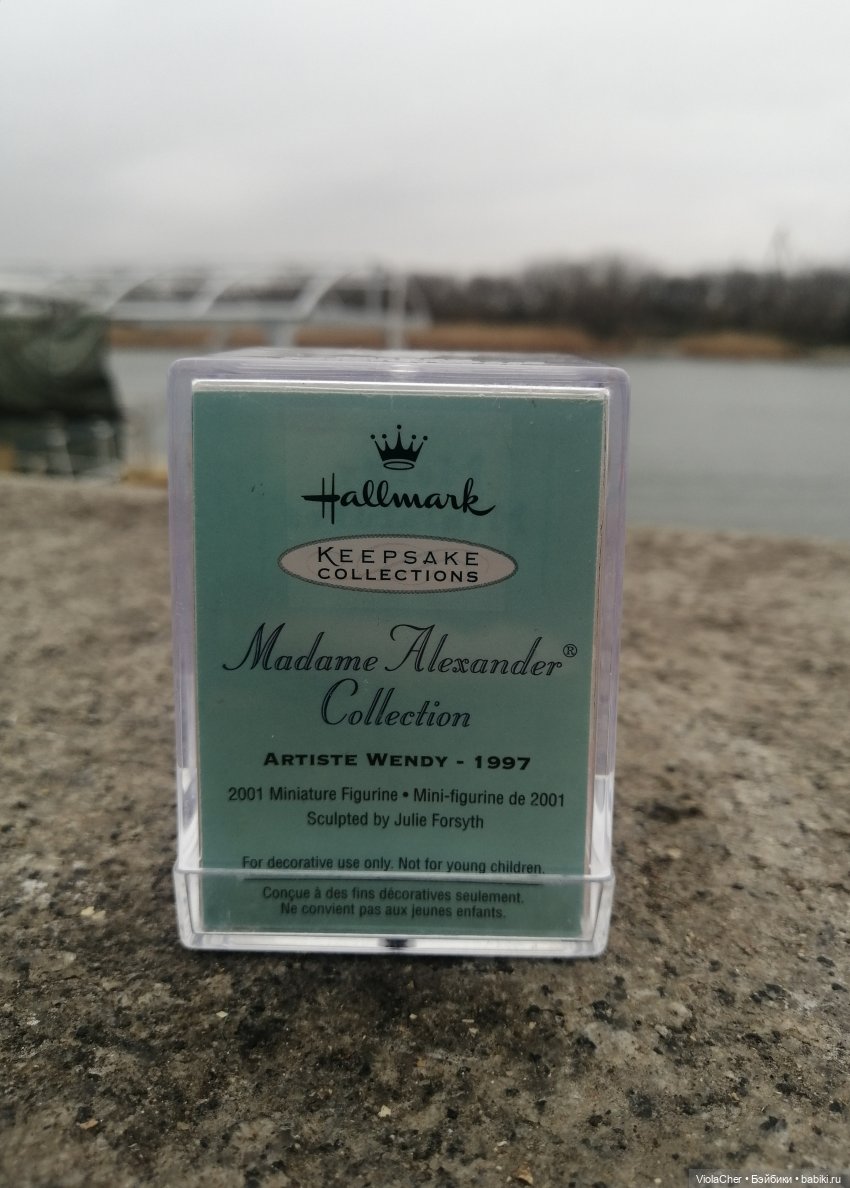 Hallmark
KEEPSAKE
COLLECTIONS
Madame Alexander®
Collection
ARTISTE WENDY - 1997
2001 Miniature Figurine • Mini-figurine de 2001
Sculpted by Julie Forsyth
For decorative use only. Not for young children.
Conçue à des fins décoratives seulement.
Ne convient pas aux jeunes enfants.
ViolaCher • Бэйбики • babiki.ru